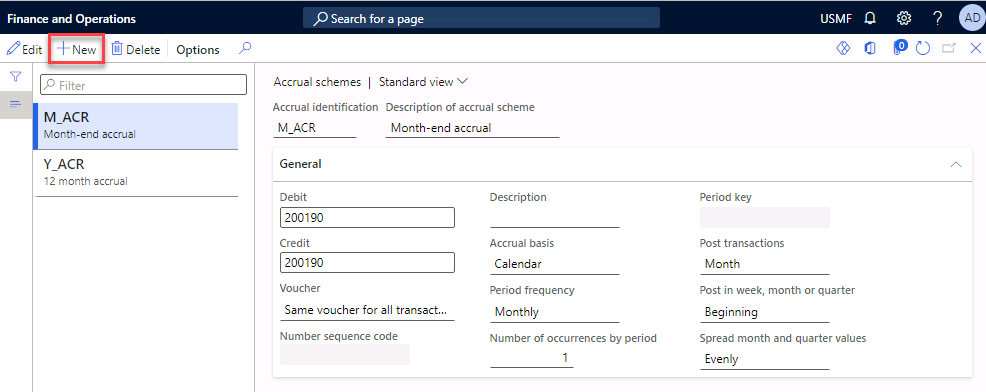 Finance and Operations
Search for a page
USMF
?
AD
Edit
New
Delete
Options
0
Filter
M_ACR
Month-end accrual
Y_ACR
12 month accrual
Accrual schemes | Standard view
Accrual identification
Description of accrual scheme
M_ACR
Month-end accrual
General
Debit
200190
Credit
200190
Voucher
Same voucher for all transact...
Number sequence code
Description
Accrual basis
Calendar
Period frequency
Monthly
Number of occurrences by period
1
Period key
Post transactions
Month
Post in week, month or quarter
Beginning
Spread month and quarter values
Evenly